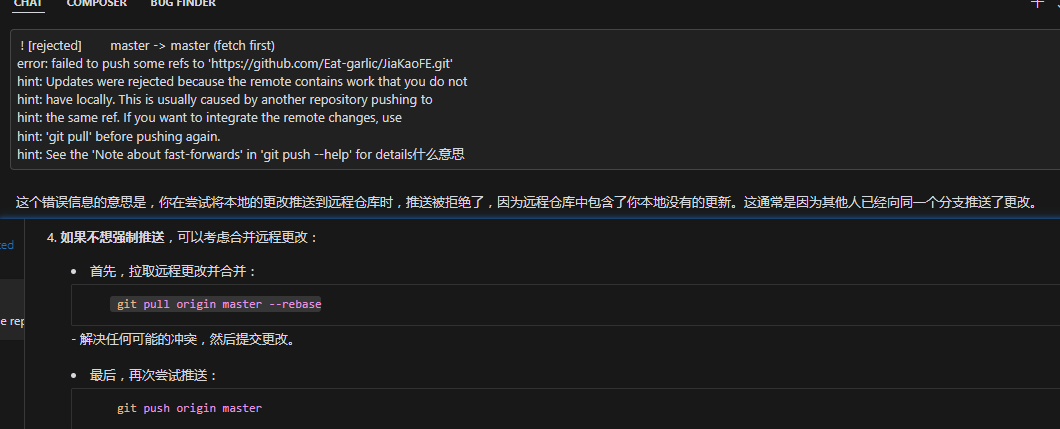 CHAT COMPOSER BUG FINDER
! [rejected] master -> master (fetch first)
error: failed to push some refs to 'https://github.com/Eat-garlic/JiaKaoFE.git'
hint: Updates were rejected because the remote contains work that you do not
hint: have locally. This is usually caused by another repository pushing to
hint: the same ref. If you want to integrate the remote changes, use
hint: 'git pull' before pushing again.
hint: See the 'Note about fast-forwards' in 'git push --help' for details什么意思
这个错误信息的意思是，你在尝试将本地的更改推送到远程仓库时，推送被拒绝了，因为远程仓库中包含了你本地没有的更新。这通常是因为其他人已经向同一个分支推送了更改。
4. 如果不想强制推送，可以考虑合并远程更改：
ted
• 首先，拉取远程更改并合并：
git pull origin master --rebase
e rep
- 解决任何可能的冲突，然后提交更改。
• 最后，再次尝试推送：
git push origin master